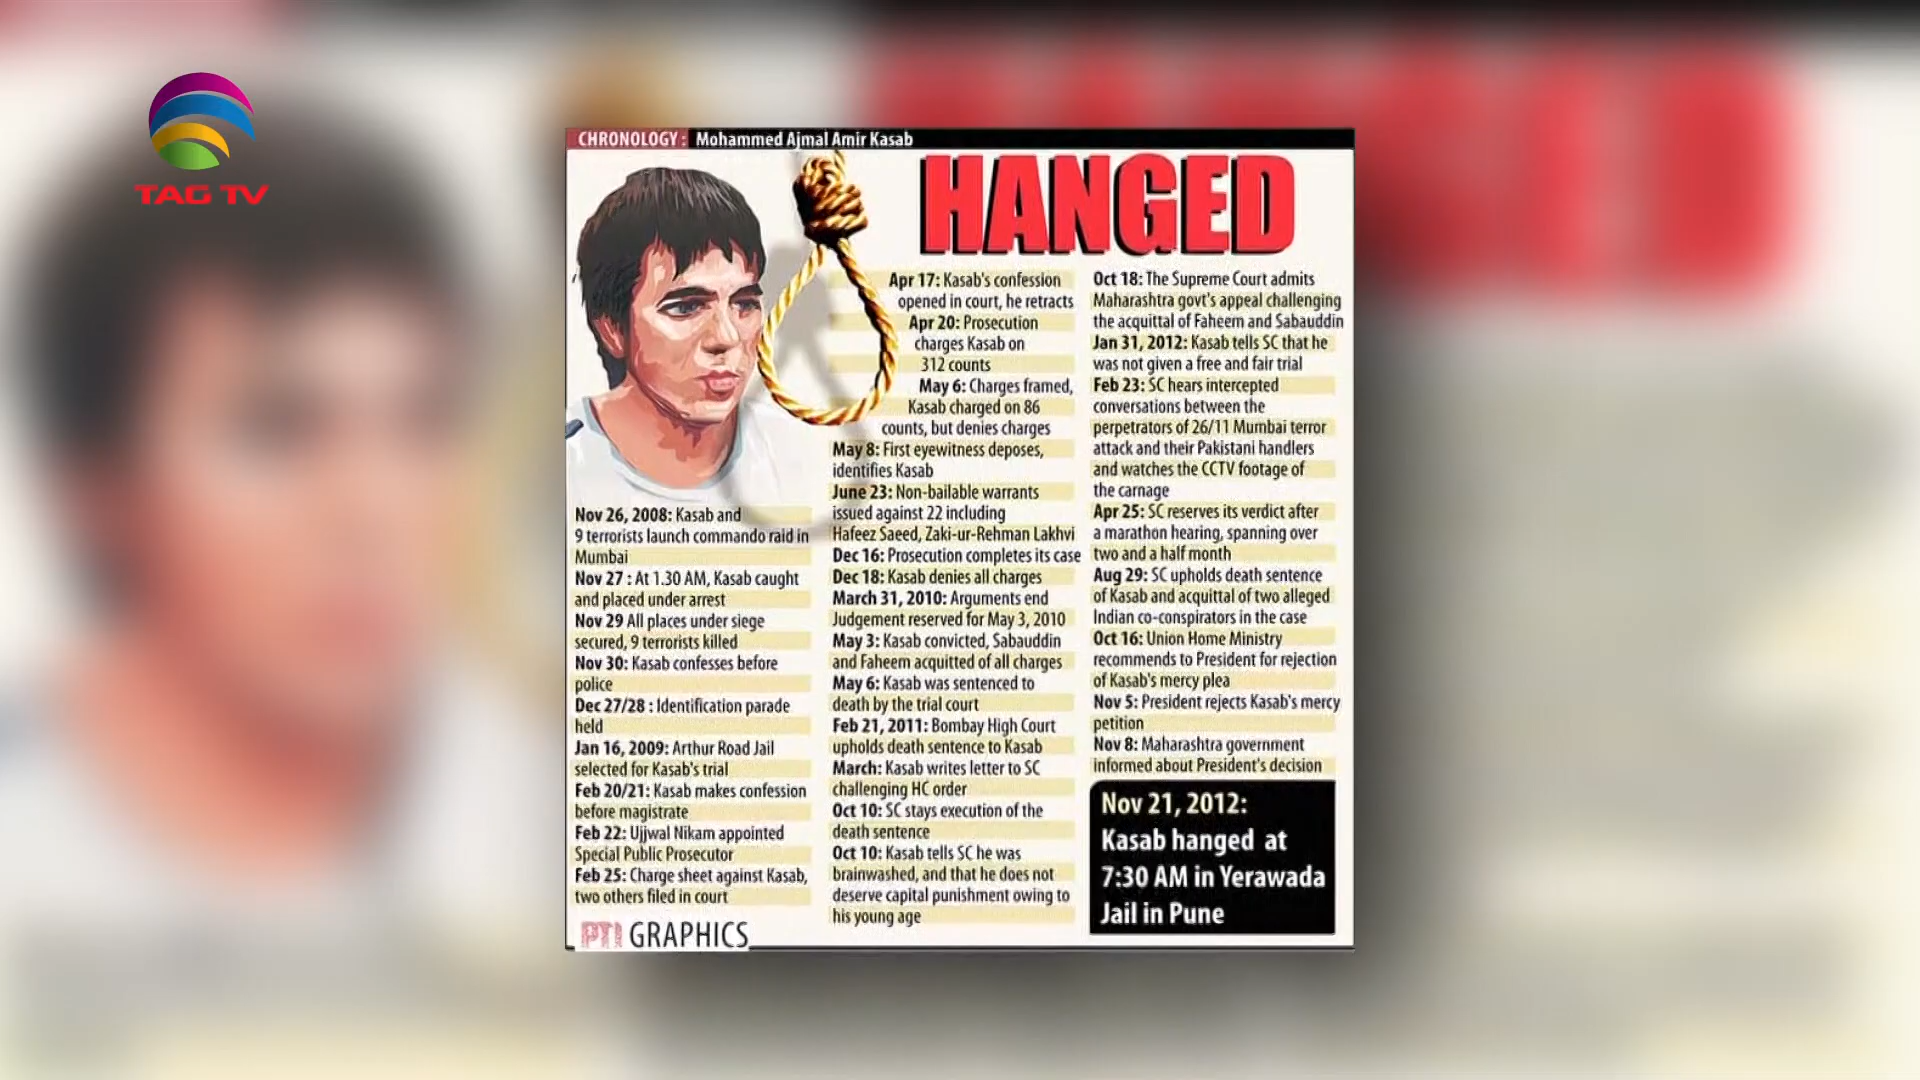 TAG TV
CHRONOLOGY : Mohammed Ajmal Amir Kasab
HANGED
Nov 26, 2008: Kasab and
9 terrorists launch commando raid in
Mumbai
Nov 27 : At 1.30 AM, Kasab caught
and placed under arrest
Nov 29 All places under siege
secured, 9 terrorists killed
Nov 30: Kasab confesses before
police
Dec 27/28 : Identification parade
held
Jan 16, 2009: Arthur Road Jail
selected for Kasab's trial
Feb 20/21: Kasab makes confession
before magistrate
Feb 22: Ujjwal Nikam appointed
Special Public Prosecutor
Feb 25: Charge sheet against Kasab,
two others filed in court
PTI GRAPHICS
Apr 17: Kasab's confession
opened in court, he retracts
Apr 20: Prosecution
charges Kasab on
312 counts
May 6: Charges framed,
Kasab charged on 86
counts, but denies charges
May 8: First eyewitness deposes,
identifies Kasab
June 23: Non-bailable warrants
issued against 22 including
Hafeez Saeed, Zaki-ur-Rehman Lakhvi
Dec 16: Prosecution completes its case
Dec 18: Kasab denies all charges
March 31, 2010: Arguments end
Judgement reserved for May 3, 2010
May 3: Kasab convicted, Sabauddin
and Faheem acquitted of all charges
May 6: Kasab was sentenced to
death by the trial court
Feb 21, 2011: Bombay High Court
upholds death sentence to Kasab
March: Kasab writes letter to SC
challenging HC order
Oct 10: SC stays execution of the
death sentence
Oct 10: Kasab tells SC he was
brainwashed, and that he does not
deserve capital punishment owing to
his young age
Oct 18: The Supreme Court admits
Maharashtra govt's appeal challenging
the acquittal of Faheem and Sabauddin
Jan 31, 2012: Kasab tells SC that he
was not given a free and fair trial
Feb 23: SC hears intercepted
conversations between the
perpetrators of 26/11 Mumbai terror
attack and their Pakistani handlers
and watches the CCTV footage of
the carnage
Apr 25: SC reserves its verdict after
a marathon hearing, spanning over
two and a half month
Aug 29: SC upholds death sentence
of Kasab and acquittal of two alleged
Indian co-conspirators in the case
Oct 16: Union Home Ministry
recommends to President for rejection
of Kasab's mercy plea
Nov 5: President rejects Kasab's mercy
petition
Nov 8: Maharashtra government
informed about President's decision
Nov 21, 2012:
Kasab hanged at
7:30 AM in Yerawada
Jail in Pune